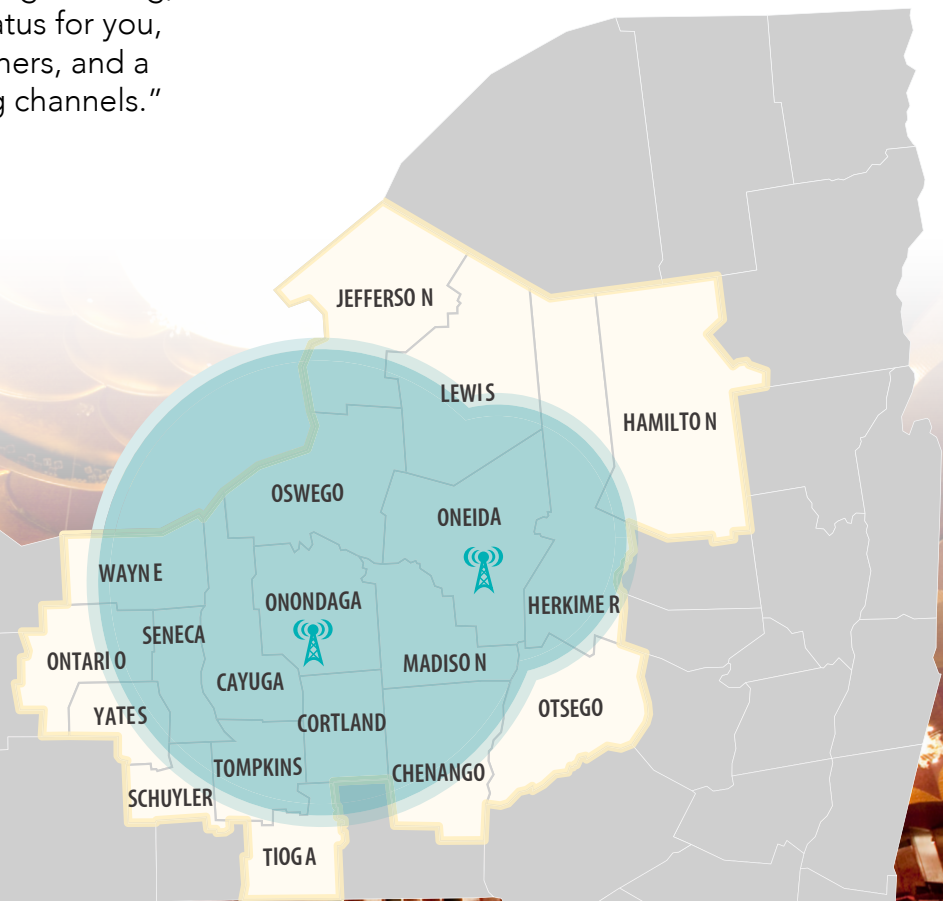 atus for you,
ners, and a
g channels.”
JEFFERSO N
LEWIS
HAMILTO N
OSWEGO
ONEIDA
WAYN E
ONONDAGA
HERKIME R
SENECA
ONTARI O
MADISO N
CAYUGA
YATES
OTSEGO
CORTLAND
TOMPKINS
CHENANGO
SCHUYLER
TIOG A